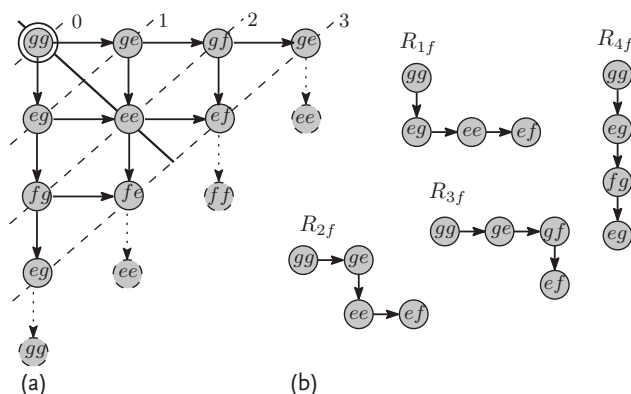 0 1 2 3
gg ge gf ge
eg ee ef ee
fg fe ff
eg ee
gg
(a)
R1f
gg
eg ee ef
R4f
gg
eg
fg
eg
R2f
gg ge
ee ef
R3f
gg ge gf
ef
(b)